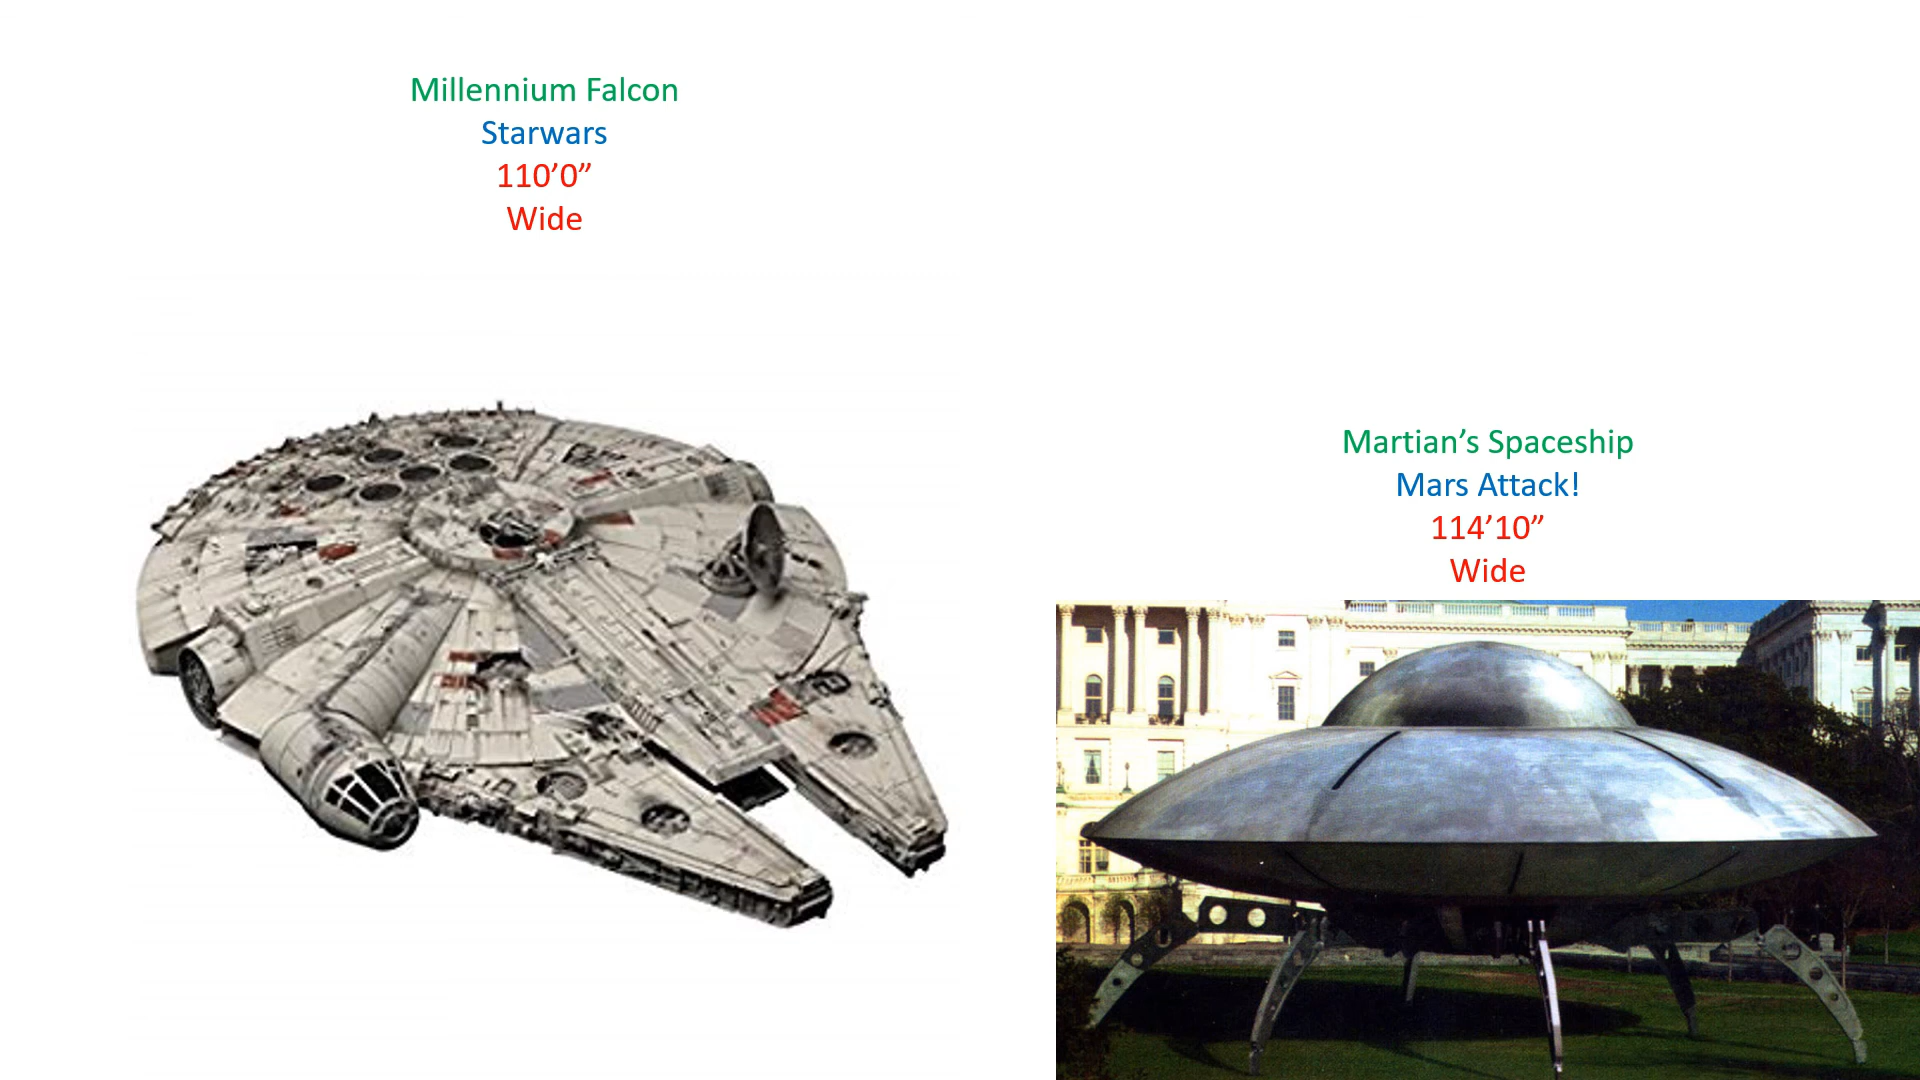 Millennium Falcon
Starwars
110’0”
Wide
Martian’s Spaceship
Mars Attack!
114’10”
Wide